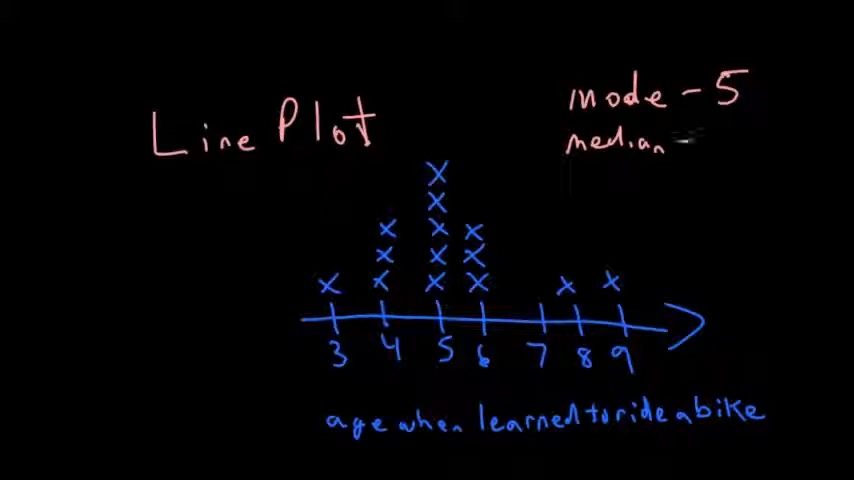 mode - 5
Line Plot
median
x
x
x x x
x x x
x x x x x x
3 4 5 6 7 8 9
age when learned to ride a bike